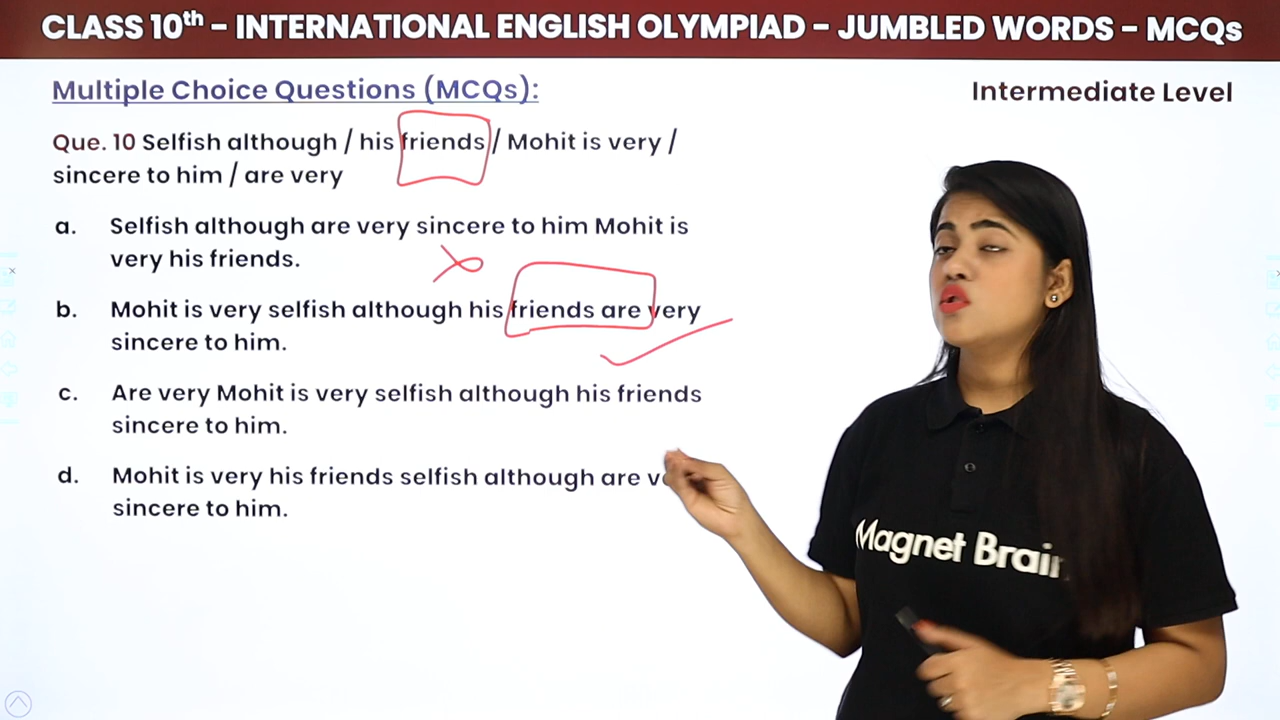 CLASS 10th – INTERNATIONAL ENGLISH OLYMPIAD – JUMBLED WORDS – MCQs
Multiple Choice Questions (MCQs):
Intermediate Level
Que. 10 Selfish although / his friends / Mohit is very /
sincere to him / are very
a. Selfish although are very sincere to him Mohit is
very his friends.
b. Mohit is very selfish although his friends are very
sincere to him.
c. Are very Mohit is very selfish although his friends
sincere to him.
d. Mohit is very his friends selfish although are
sincere to him.
Magnet